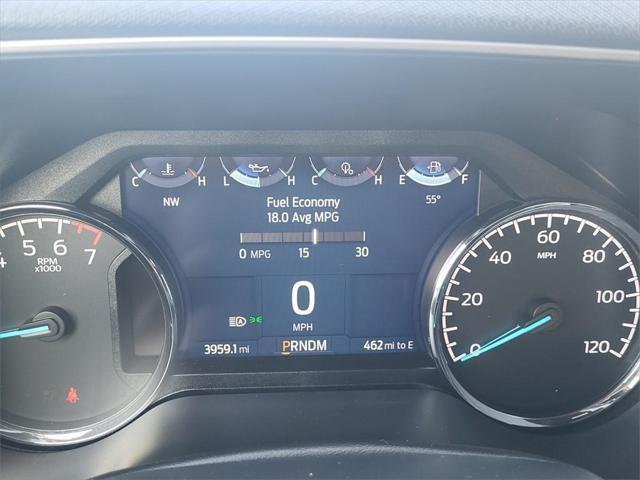 C H L H C H E F
NW
55°
Fuel Economy
18.0 Avg MPG
0 MPG 15 30
4 5 6 7
RPM
x1000
0
MPH
3959.1 mi
PRNDM
462 mi to E
0 20 40 60 80 100 120
MPH